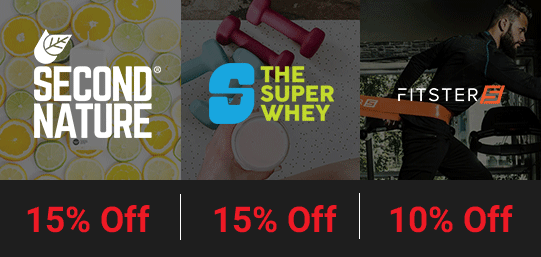 SECOND®
NATURE
THE
SUPER
WHEY
FITSTER
15% Off
15% Off
10% Off